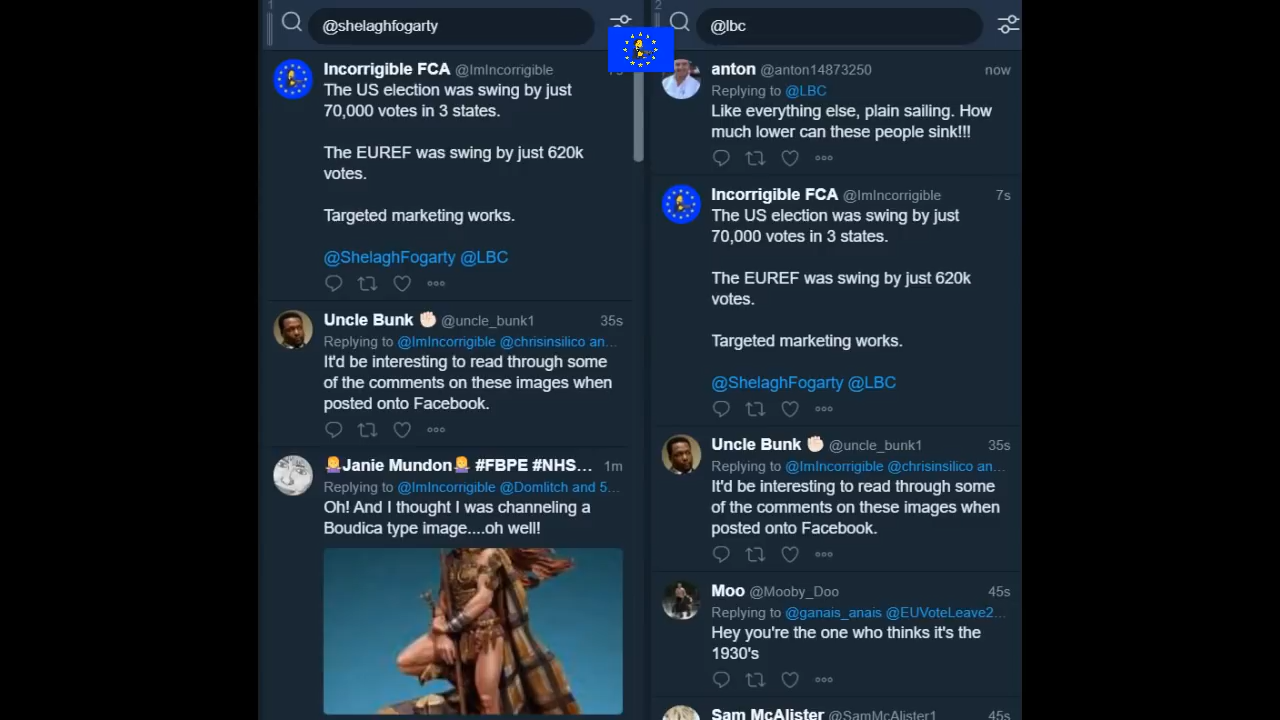 1
@shelaghfogarty
Incorrigible FCA @ImIncorrigible
The US election was swing by just
70,000 votes in 3 states.
The EUREF was swing by just 620k
votes.
Targeted marketing works.
@ShelaghFogarty @LBC
Uncle Bunk ✊🏻 @uncle_bunk1 35s
Replying to @ImIncorrigible @chrisinsilico an...
It'd be interesting to read through some
of the comments on these images when
posted onto Facebook.
🤷‍♀️Janie Mundon🤷‍♀️ #FBPE #NHS... 1m
Replying to @ImIncorrigible @Domlitch and 5...
Oh! And I thought I was channeling a
Boudica type image....oh well!
2
@lbc
anton @anton14873250 now
Replying to @LBC
Like everything else, plain sailing. How
much lower can these people sink!!!
Incorrigible FCA @ImIncorrigible 7s
The US election was swing by just
70,000 votes in 3 states.
The EUREF was swing by just 620k
votes.
Targeted marketing works.
@ShelaghFogarty @LBC
Uncle Bunk ✊🏻 @uncle_bunk1 35s
Replying to @ImIncorrigible @chrisinsilico an...
It'd be interesting to read through some
of the comments on these images when
posted onto Facebook.
Moo @Mooby_Doo 45s
Replying to @ganais_anais @EUVoteLeave2...
Hey you're the one who thinks it's the
1930's
Sam McAlister @SamMcAlister1 45s